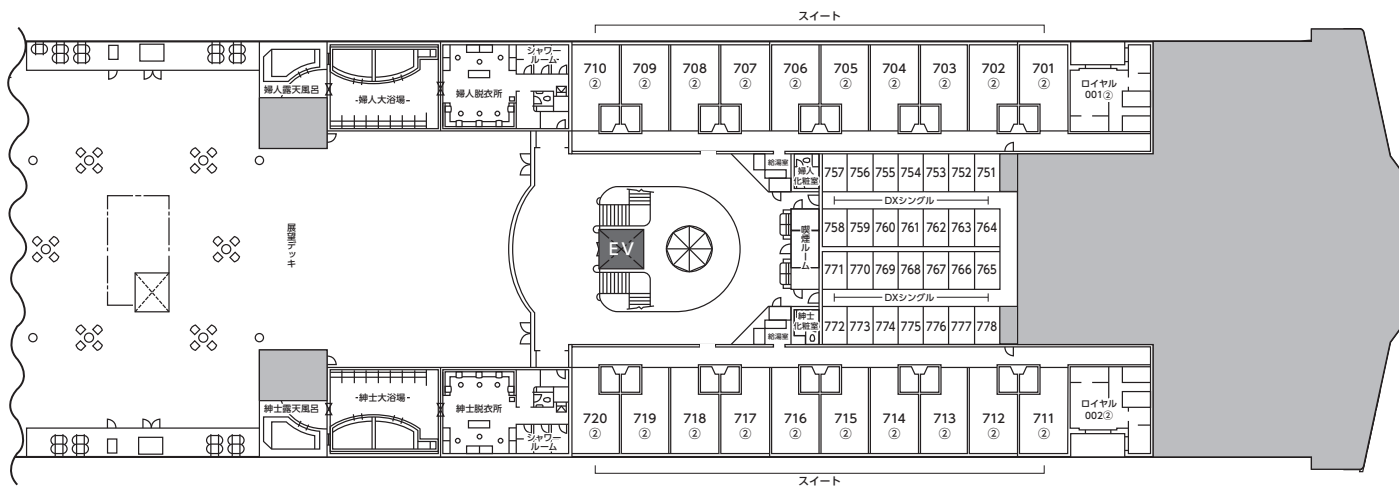 スイート
710
②
709
②
708
②
707
②
706
②
705
②
704
②
703
②
702
②
701
②
ロイヤル
001②
シャワー
ルーム
婦人脱衣所
-婦人大浴場-
婦人露天風呂
給湯室
婦人
化粧室
757 756 755 754 753 752 751
DXシングル
758 759 760 761 762 763 764
展望デッキ
EV
喫煙ルーム
771 770 769 768 767 766 765
DXシングル
772 773 774 775 776 777 778
紳士
化粧室
給湯室
紳士露天風呂
-紳士大浴場-
紳士脱衣所
シャワー
ルーム
720
②
719
②
718
②
717
②
716
②
715
②
714
②
713
②
712
②
711
②
ロイヤル
002②
スイート